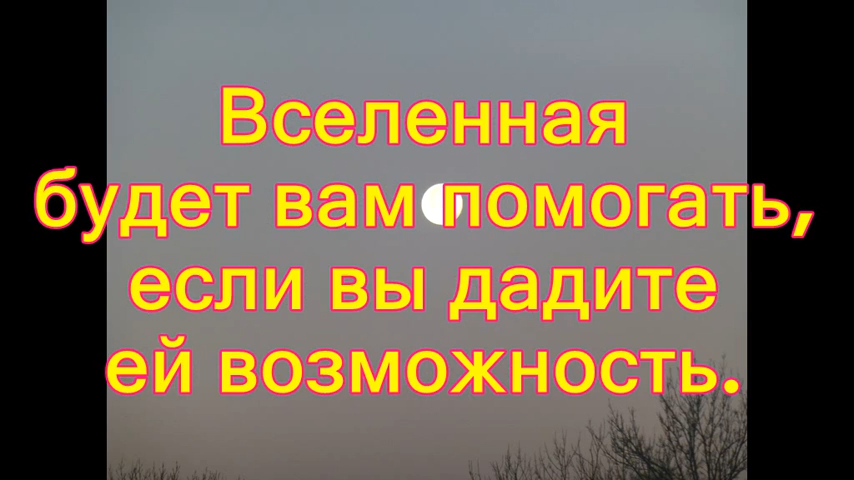 Вселенная
будет вам помогать,
если вы дадите
ей возможность.